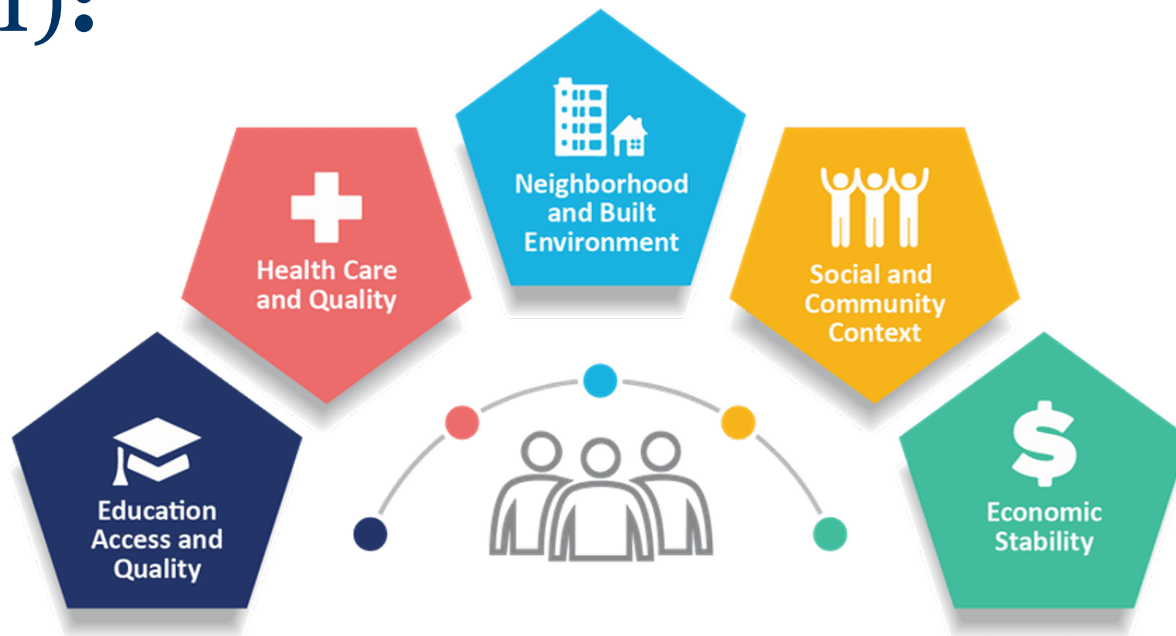 ):
Education
Access and
Quality
Health Care
and Quality
Neighborhood
and Built
Environment
Social and
Community
Context
$
Economic
Stability